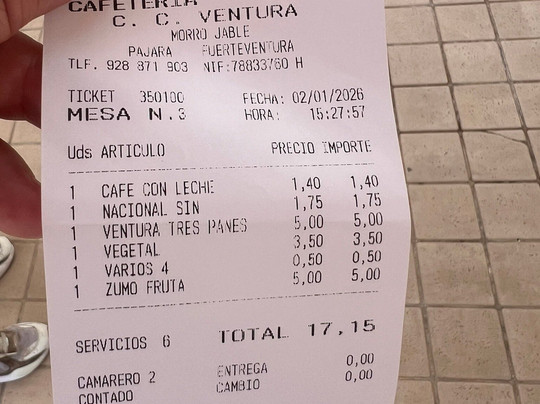 CAFETERIA
C. C. VENTURA
MORRO JABLE
PAJARA FUERTEVENTURA
TLF. 928 871 903 NIF:78833760 H
TICKET 350100 FECHA: 02/01/2026
MESA N.3 HORA: 15:27:57
Uds ARTICULO PRECIO IMPORTE
1 CAFE CON LECHE 1,40 1,40
1 NACIONAL SIN 1,75 1,75
1 VENTURA TRES PANES 5,00 5,00
1 VEGETAL 3,50 3,50
1 VARIOS 4 0,50 0,50
1 ZUMO FRUTA 5,00 5,00
SERVICIOS 6 TOTAL 17,15
CAMARERO 2 ENTREGA 0,00
CONTADO CAMBIO 0,00